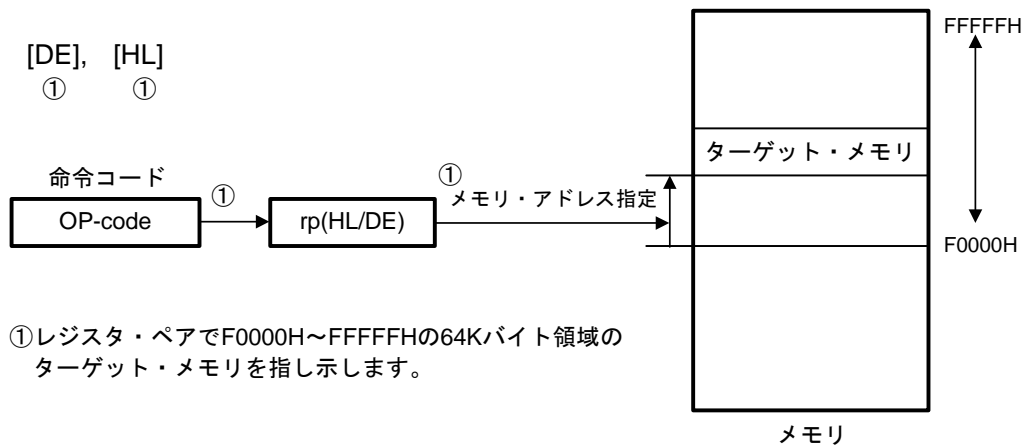 [DE], [HL]
① ①
命令コード
OP-code
①
rp(HL/DE)
①
メモリ・アドレス指定
ターゲット・メモリ
FFFFFH
F0000H
メモリ
①レジスタ・ペアでF0000H～FFFFFHの64Kバイト領域の
ターゲット・メモリを指し示します。